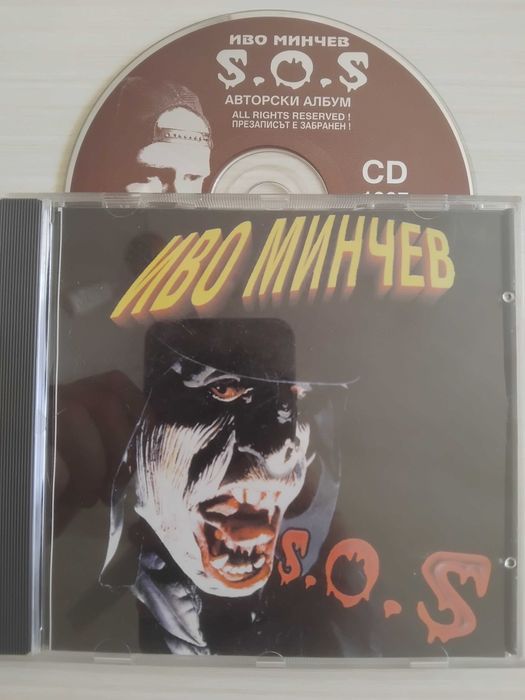 ИВО МИНЧЕВ
S.O.S
АВТОРСКИ АЛБУМ
ALL RIGHTS RESERVED !
ПРЕЗАПИСЪТ Е ЗАБРАНЕН !
CD
ИВО МИНЧЕВ
S.O.S